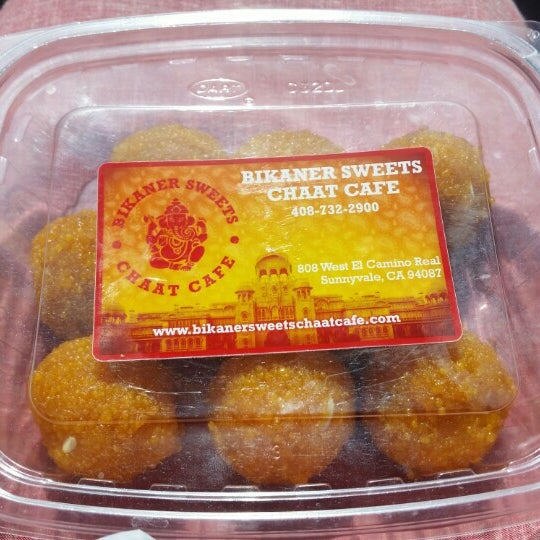 BIKANER SWEETS
CHAAT CAFE
408-732-2900
808 West El Camino Real
Sunnyvale, CA 94087
BIKANER SWEETS
CHAAT CAFE
www.bikanersweetschaatcafe.com